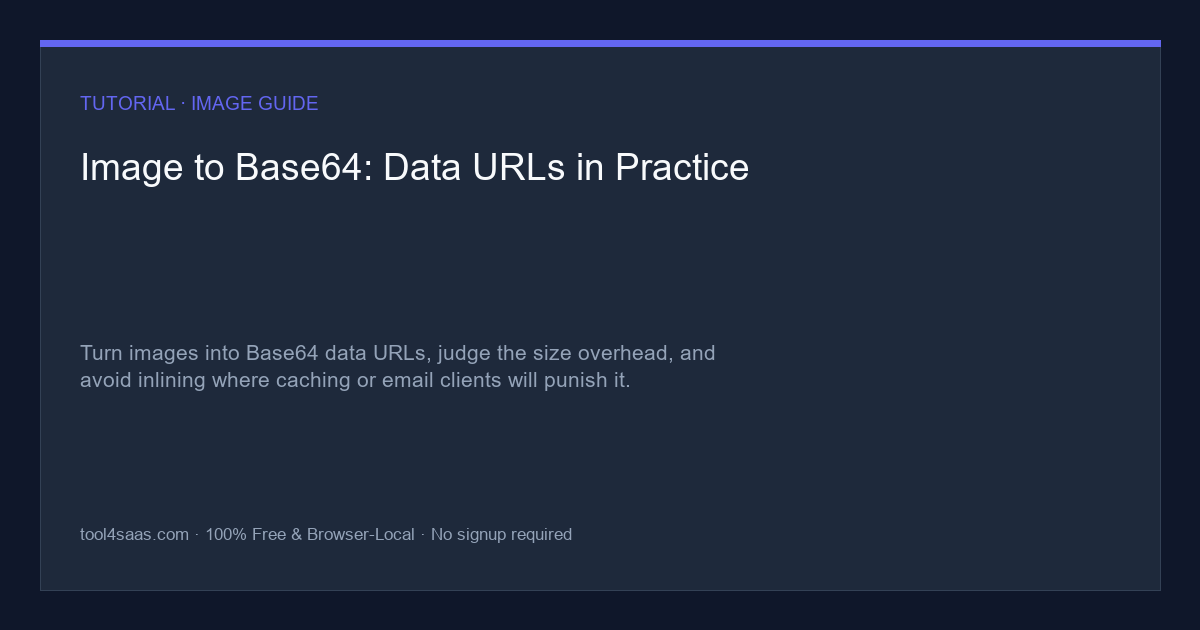 TUTORIAL · IMAGE GUIDE
Image to Base64: Data URLs in Practice
Turn images into Base64 data URLs, judge the size overhead, and
avoid inlining where caching or email clients will punish it.
tool4saas.com · 100% Free & Browser-Local · No signup required